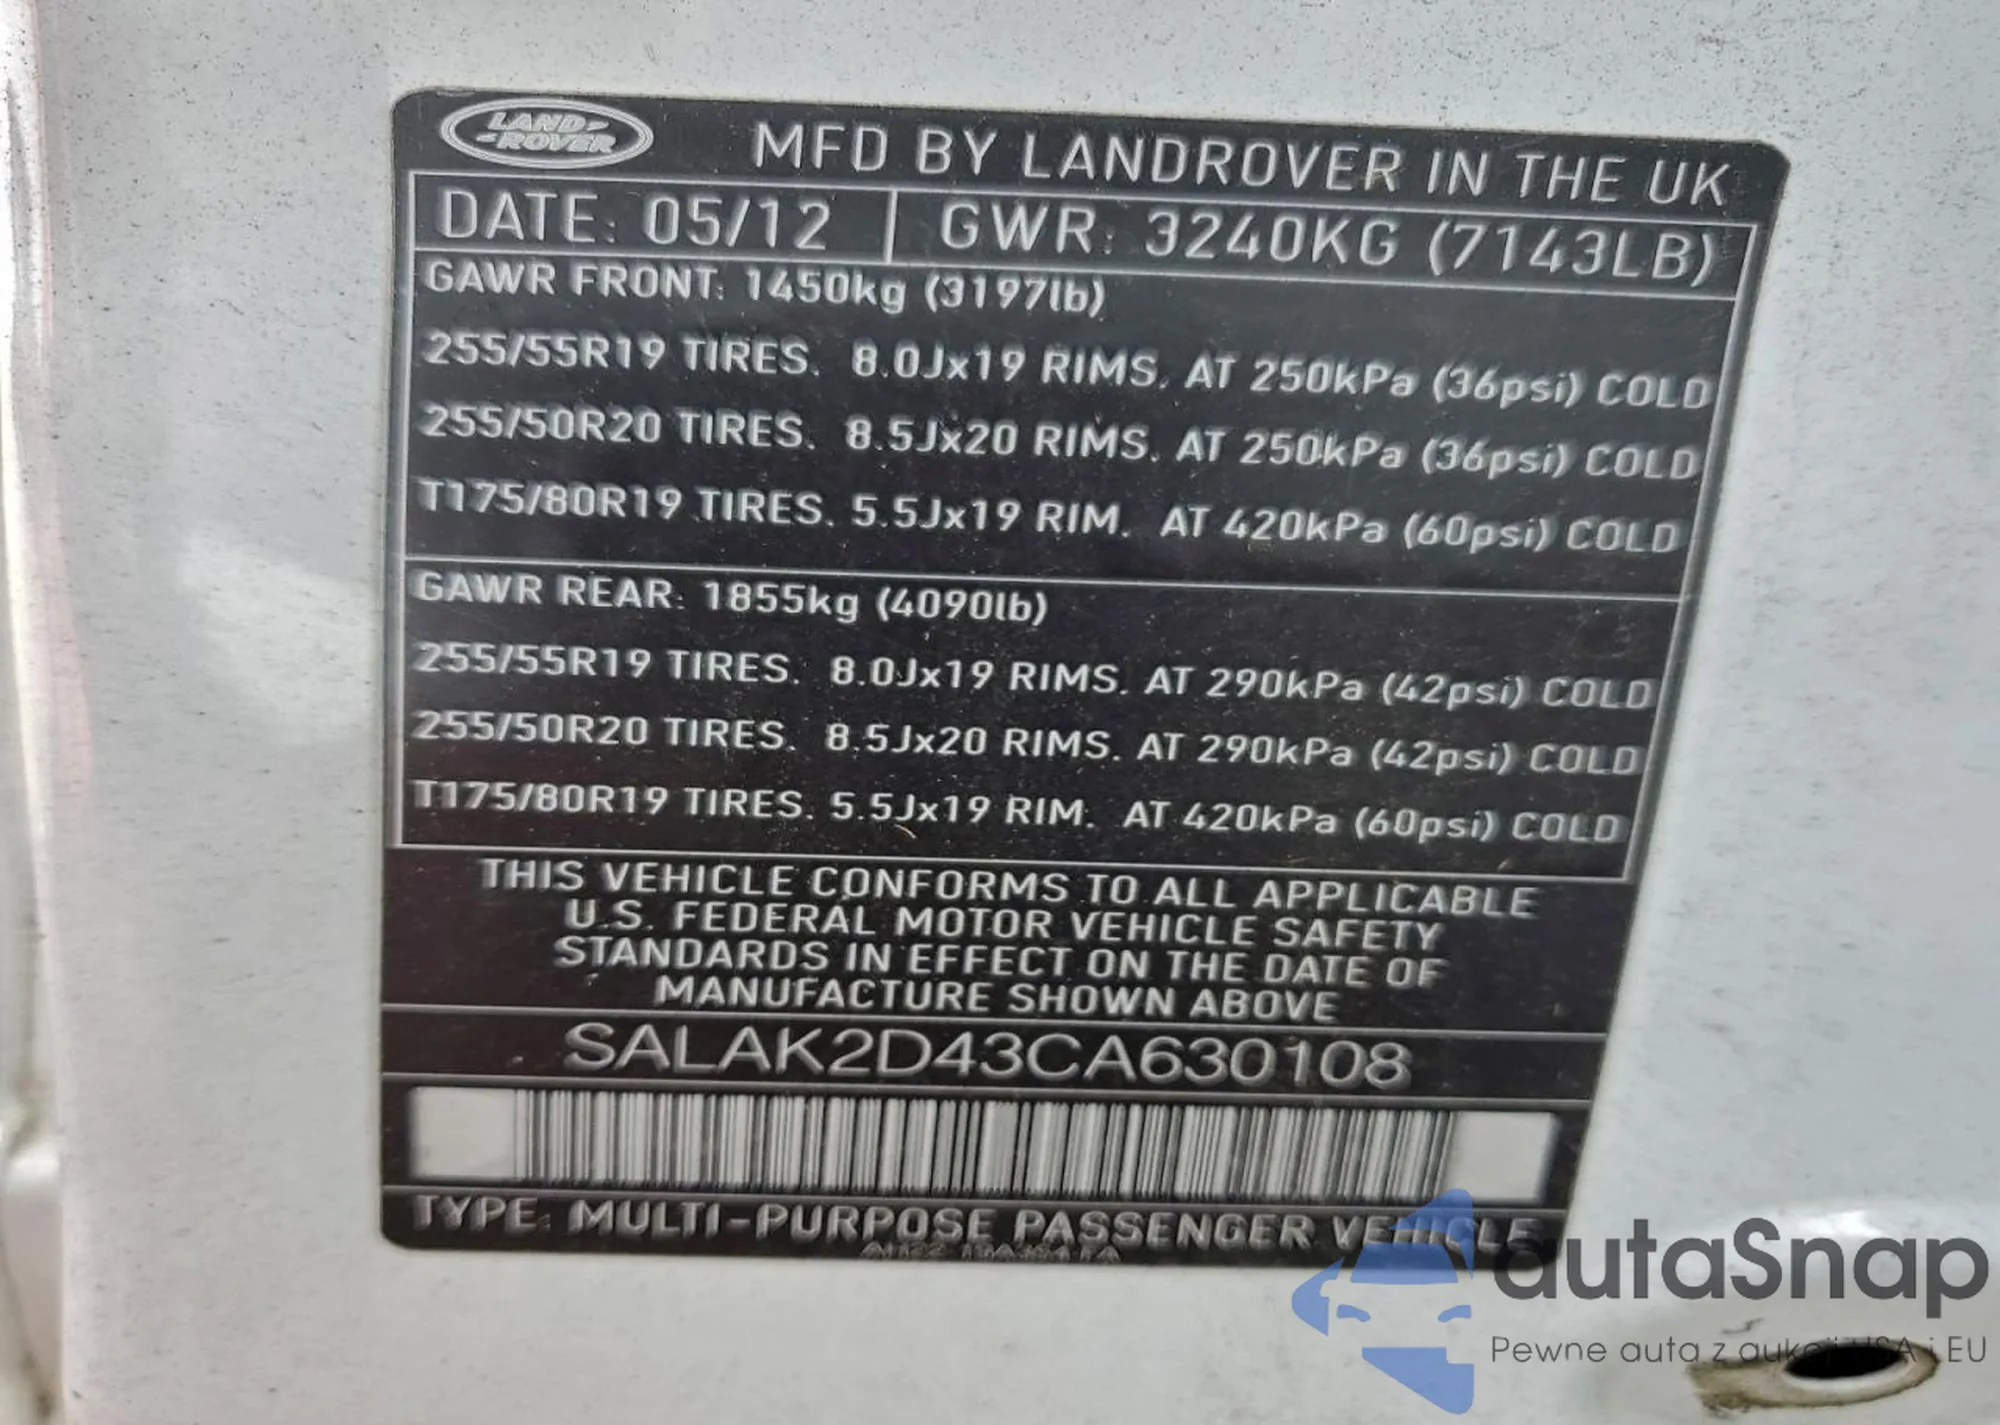 LAND ROVER
MFD BY LANDROVER IN THE UK
DATE: 05/12 | GWR: 3240KG (7143LB)
GAWR FRONT: 1450kg (3197lb)
255/55R19 TIRES. 8.0Jx19 RIMS. AT 250kPa (36psi) COLD
255/50R20 TIRES. 8.5Jx20 RIMS. AT 250kPa (36psi) COLD
T175/80R19 TIRES. 5.5Jx19 RIM. AT 420kPa (60psi) COLD
GAWR REAR: 1855kg (4090lb)
255/55R19 TIRES. 8.0Jx19 RIMS. AT 290kPa (42psi) COLD
255/50R20 TIRES. 8.5Jx20 RIMS. AT 290kPa (42psi) COLD
T175/80R19 TIRES. 5.5Jx19 RIM. AT 420kPa (60psi) COLD
THIS VEHICLE CONFORMS TO ALL APPLICABLE
U.S. FEDERAL MOTOR VEHICLE SAFETY
STANDARDS IN EFFECT ON THE DATE OF
MANUFACTURE SHOWN ABOVE
SALAK2D43CA630108
TYPE: MULTI-PURPOSE PASSENGER VEHICLE
autaSnap
Pewne auta z aukcji USA i EU